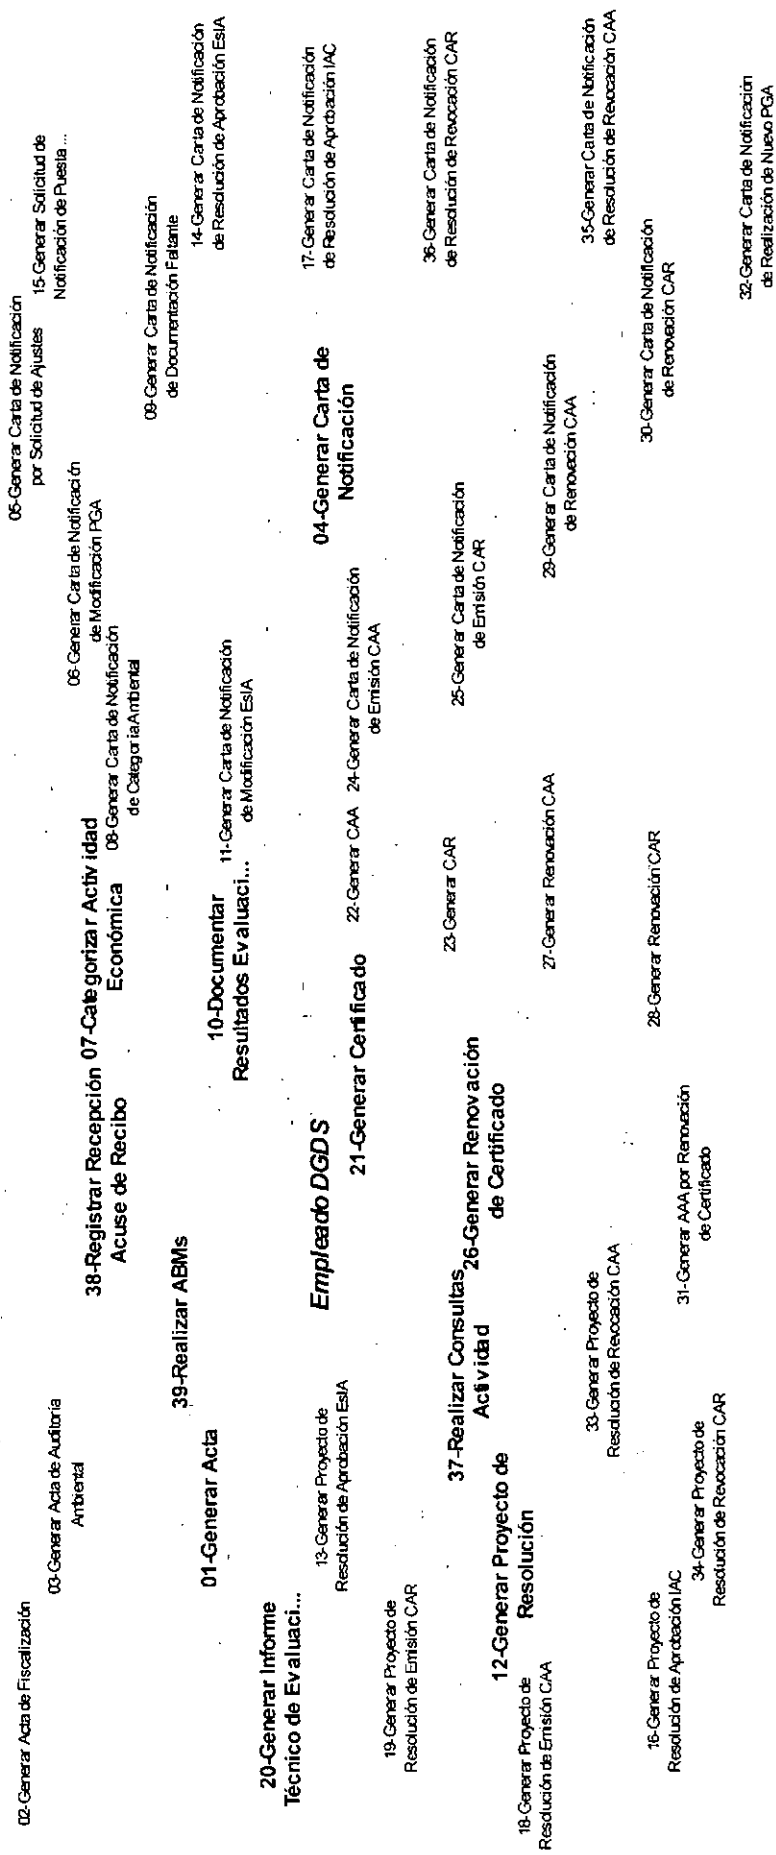 02-Generar Acta de Fiscalización
05-Generar Carta de Notificación
por Solicitud de Ajustes
15-Generar Solicitud de
Notificación de Puesta ...
03-Generar Acta de Auditoría
Ambiental
06-Generar Carta de Notificación
de Modificación PGA
38-Registrar Recepción
Acuse de Recibo
07-Categorizar Actividad
Económica
08-Generar Carta de Notificación
de Categoria Ambiental
09-Generar Carta de Notificación
de Documentación Faltante
39-Realizar ABMs
14-Generar Carta de Notificación
de Resolución de Aprobación EsIA
01-Generar Acta
10-Documentar
Resultados Evaluaci...
11-Generar Carta de Notificación
de Modificación EsIA
20-Generar Informe
Técnico de Evaluaci...
13-Generar Proyecto de
Resolución de Aprobación EsIA
Empleado DGDS
04-Generar Carta de
Notificación
17-Generar Carta de Notificación
de Resolución de Aprobación IAC
21-Generar Certificado
22-Generar CAA
24-Generar Carta de Notificación
de Emisión CAA
19-Generar Proyecto de
Resolución de Emisión CAR
36-Generar Carta de Notificación
de Resolución de Revocación CAR
37-Realizar Consultas
Actividad
26-Generar Renovación
de Certificado
23-Generar CAR
25-Generar Carta de Notificación
de Emisión CAR
12-Generar Proyecto de
Resolución
18-Generar Proyecto de
Resolución de Emisión CAA
27-Generar Renovación CAA
29-Generar Carta de Notificación
de Renovación CAA
35-Generar Carta de Notificación
de Resolución de Revocación CAA
33-Generar Proyecto de
Resolución de Revocación CAA
16-Generar Proyecto de
Resolución de Aprobación IAC
28-Generar Renovación CAR
30-Generar Carta de Notificación
de Renovación CAR
34-Generar Proyecto de
Resolución de Revocación CAR
31-Generar AAA por Renovación
de Certificado
32-Generar Carta de Notificación
de Realización de Nuevo PGA